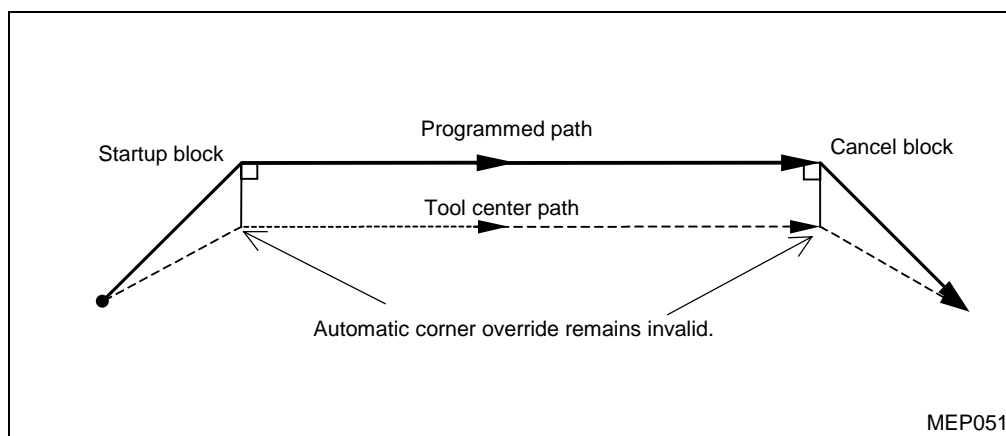 Programmed path
Startup block
Cancel block
Tool center path
Automatic corner override remains invalid.
MEP051